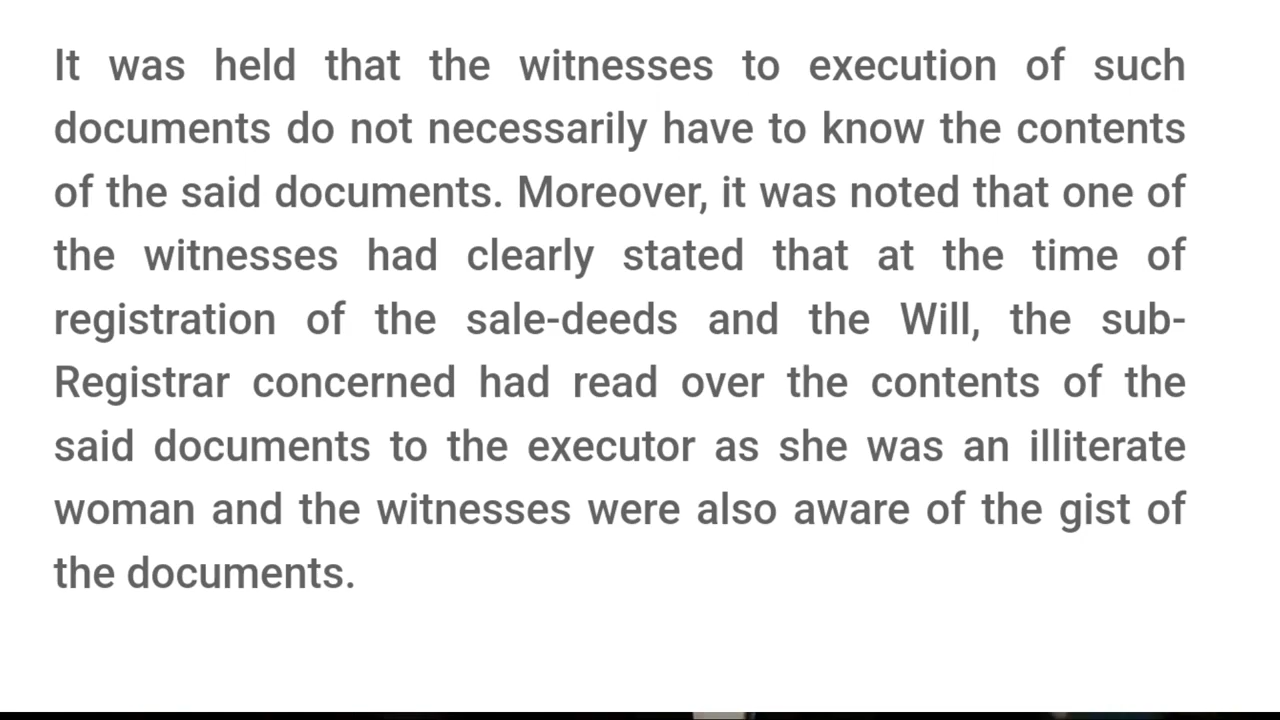 It was held that the witnesses to execution of such
documents do not necessarily have to know the contents
of the said documents. Moreover, it was noted that one of
the witnesses had clearly stated that at the time of
registration of the sale-deeds and the Will, the sub-
Registrar concerned had read over the contents of the
said documents to the executor as she was an illiterate
woman and the witnesses were also aware of the gist of
the documents.